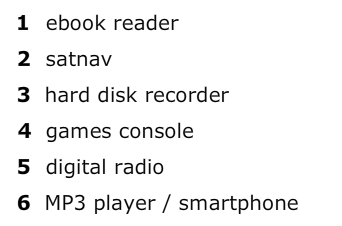 1 ebook reader
2 satnav
3 hard disk recorder
4 games console
5 digital radio
6 MP3 player / smartphone